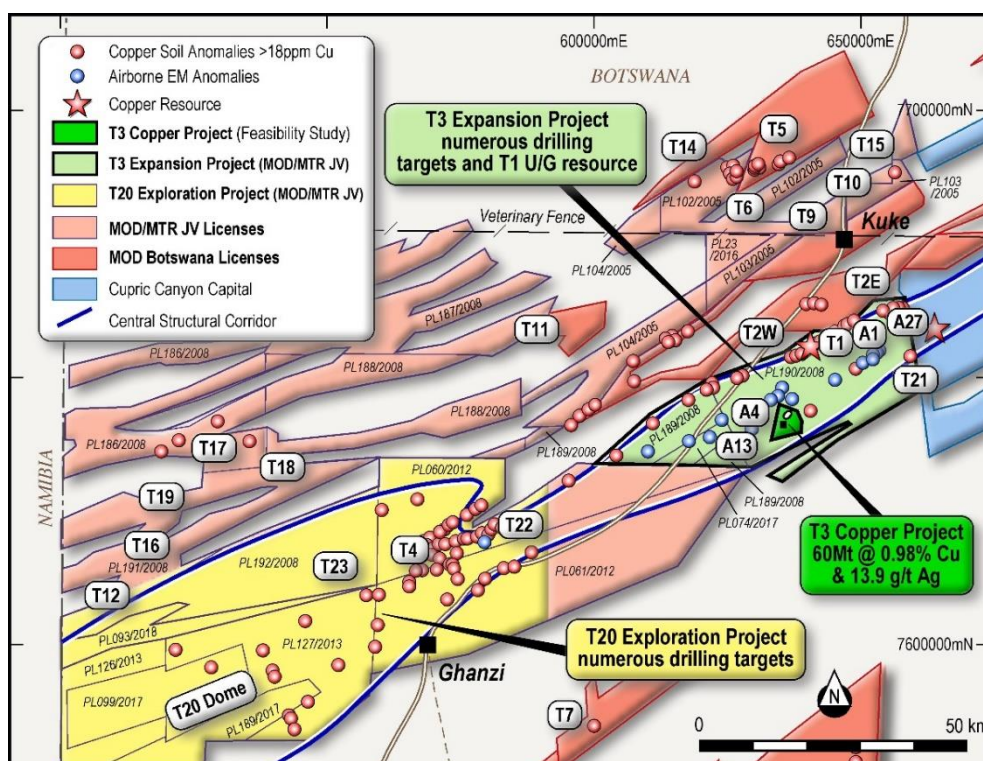 600000mE
650000mE
BOTSWANA
7700000mN
Copper Soil Anomalies >18ppm Cu
Airborne EM Anomalies
Copper Resource
T3 Copper Project (Feasibility Study)
T3 Expansion Project (MOD/MTR JV)
T20 Exploration Project (MOD/MTR JV)
MOD/MTR JV Licenses
MOD Botswana Licenses
Cupric Canyon Capital
Central Structural Corridor
T3 Expansion Project
numerous drilling
targets and T1 U/G resource
T14
T5
T15
PL102/2005
PL102/2005
T10
PL103
/2005
T6
T9
Veterinary Fence
Kuke
PL23
/2016
PL104/2005
PL103/2005
T2E
PL187/2008
T11
PL104/2005
T2W
T1
A1
A27
PL186/2008
PL188/2008
PL190/2008
T21
PL188/2008
PL189/2008
A4
PL186/2008
T17
PL189/2008
A13
T18
PL060/2012
PL189/2008
NAMIBIA
T19
PL074/2017
T16
T22
T3 Copper Project
60Mt @ 0.98% Cu
& 13.9 g/t Ag
T4
PL191/2008
PL192/2008
T23
PL061/2012
T12
PL093/2018
PL127/2013
T20 Exploration Project
numerous drilling targets
7600000mN
PL126/2013
Ghanzi
PL099/2017
T20 Dome
PL189/2017
T7
N
0
50 km